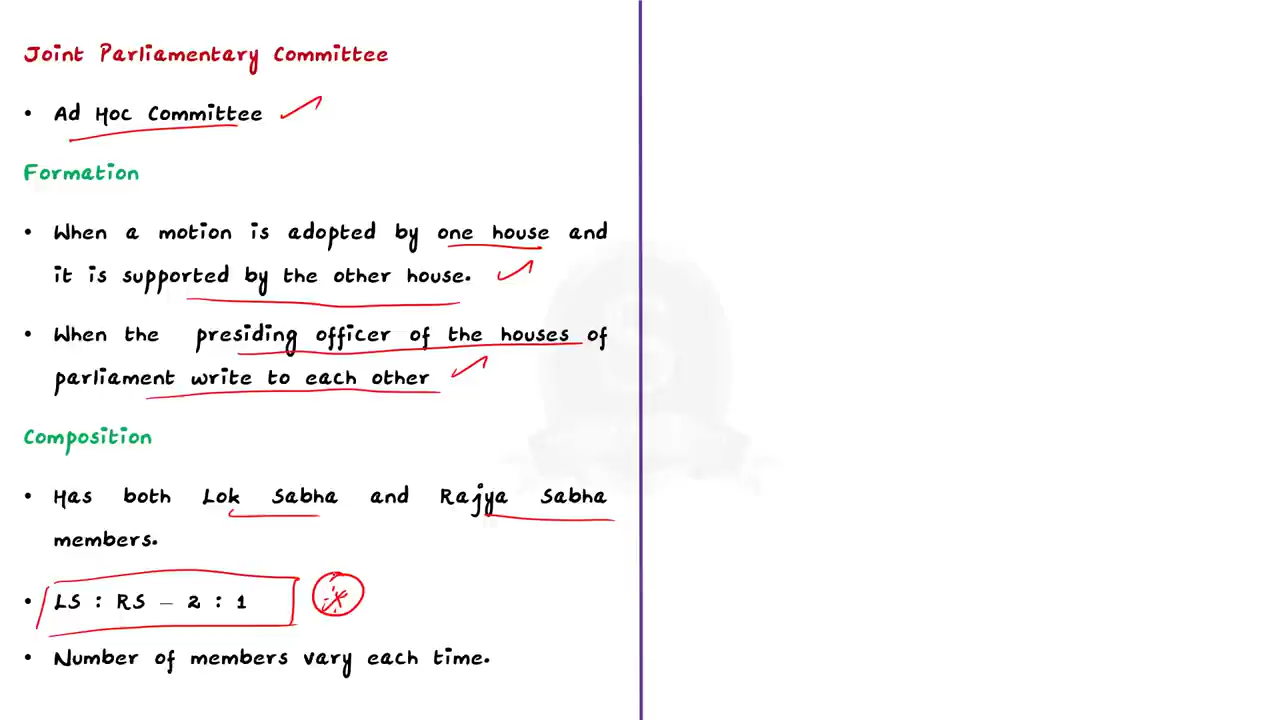 Joint Parliamentary Committee
• Ad Hoc Committee
Formation
• When a motion is adopted by one house and
it is supported by the other house.
• When the presiding officer of the houses of
parliament write to each other
Composition
• Has both Lok Sabha and Rajya Sabha
members.
• LS : RS – 2 : 1
• Number of members vary each time.